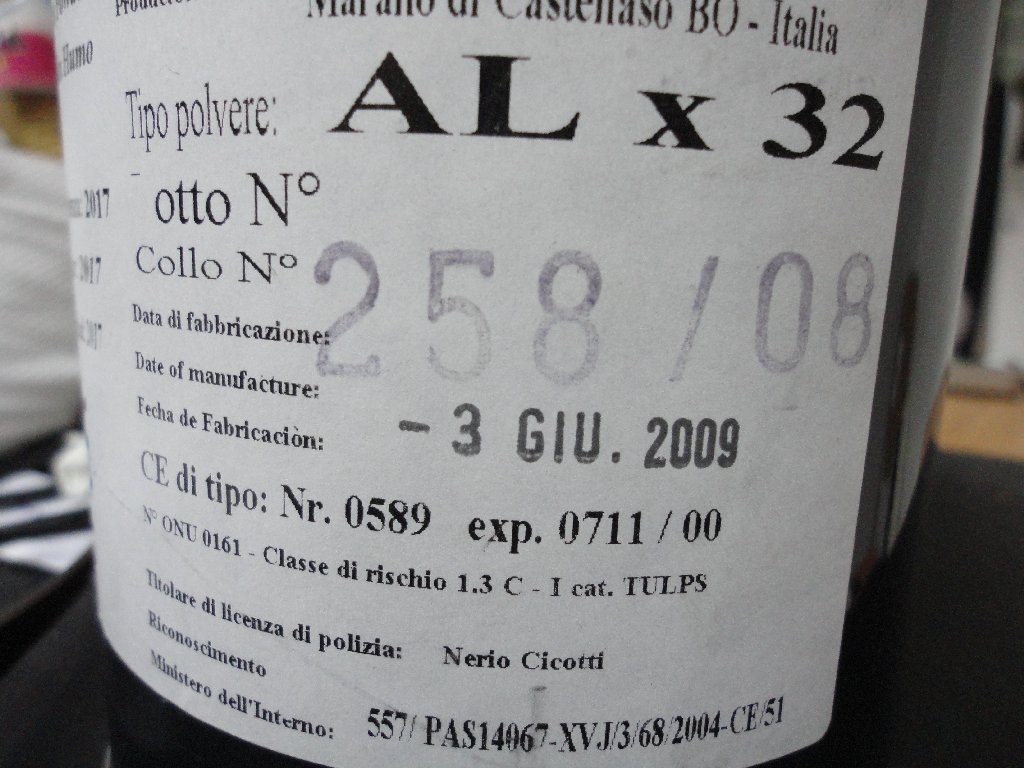 Marano di Castenaso BO - Italia
Humo
Tipo polvere: AL x 32
otto N°
2017
Collo N° 258/08
2017
Data di fabbricazione:
2017
Date of manufacture:
Fecha de Fabricaciòn: - 3 GIU. 2009
CE di tipo: Nr. 0589 exp. 0711 / 00
N° ONU 0161 - Classe di rischio 1.3 C - I cat. TULPS
Titolare di licenza di polizia: Nerio Cicotti
Riconoscimento
Ministero dell'Interno: 557/ PAS14067-XVJ/3/68/2004-CE/51